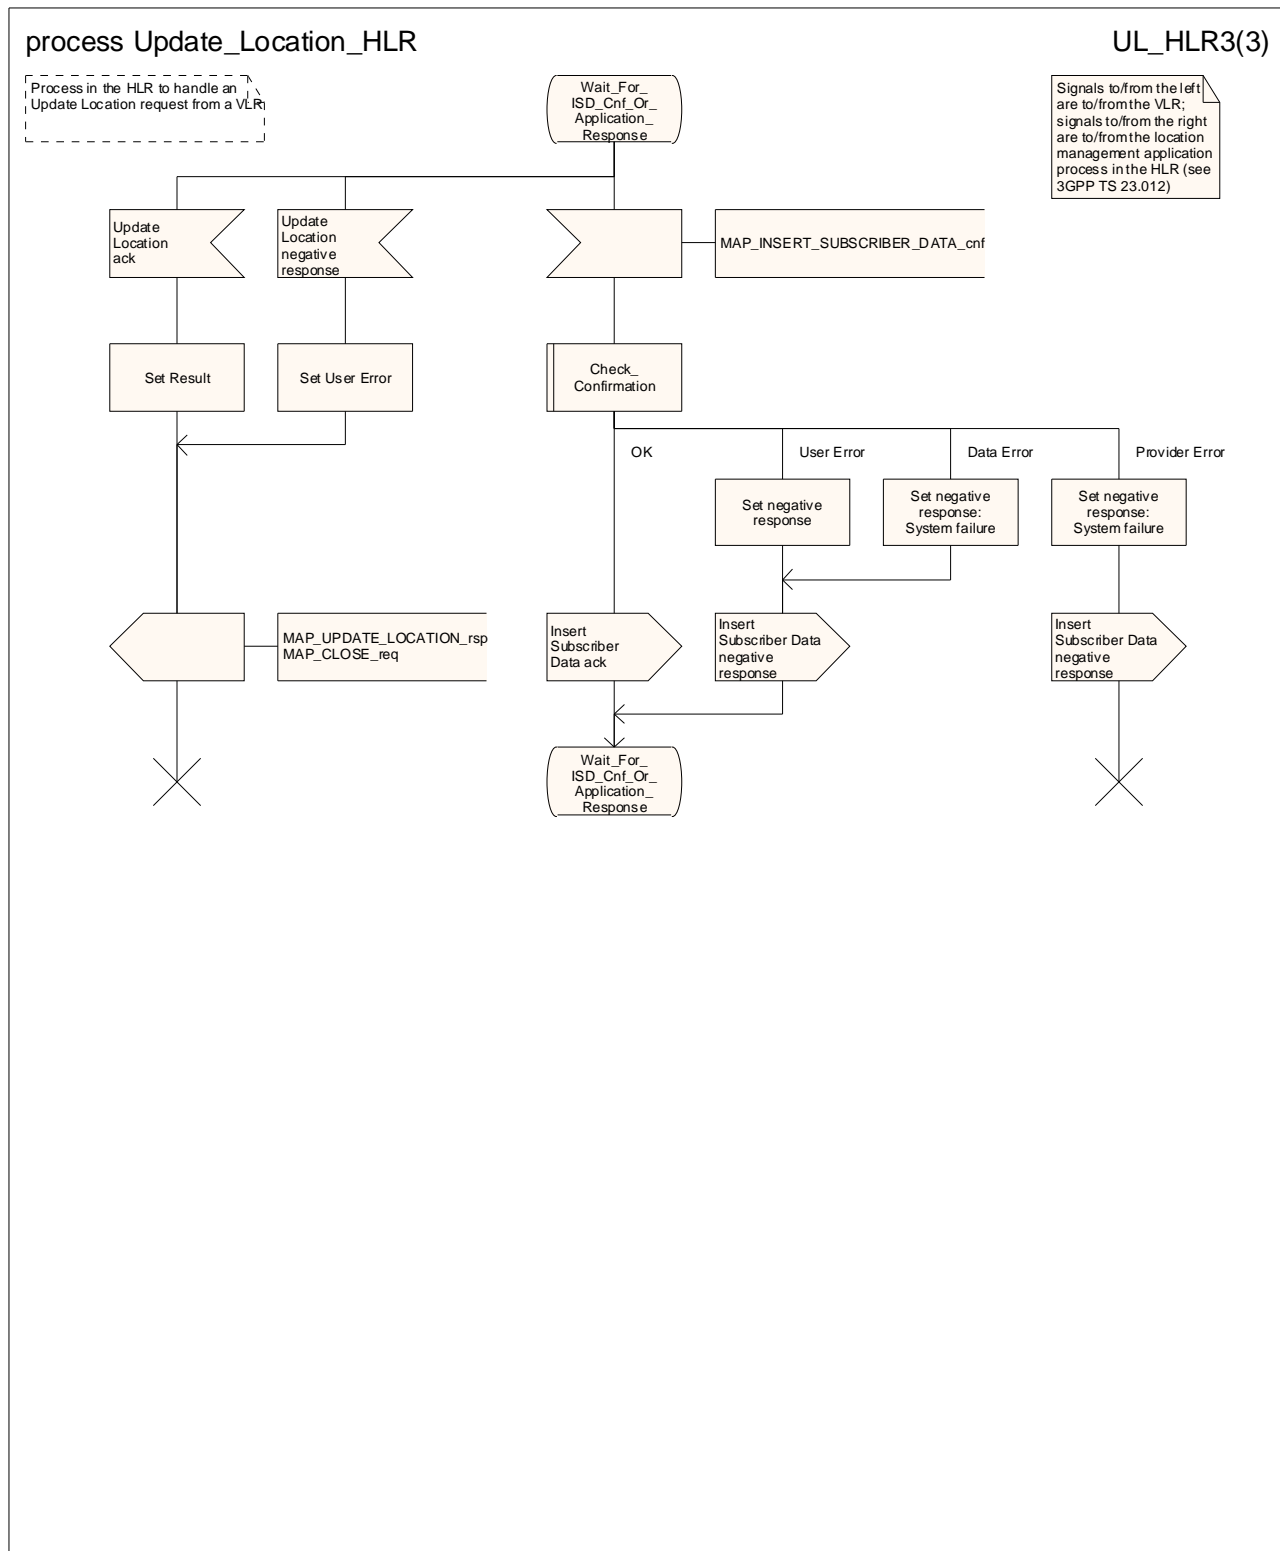 process Update_Location_HLR
UL_HLR3(3)
Process in the HLR to handle an
Update Location request from a VLR
Wait_For_
ISD_Cnf_Or_
Application_
Response
Signals to/from the left
are to/from the VLR;
signals to/from the right
are to/from the location
management application
process in the HLR (see
3GPP TS 23.012)
Update
Location
ack
Update
Location
negative
response
MAP_INSERT_SUBSCRIBER_DATA_cnf
Set Result
Set User Error
Check_
Confirmation
OK
User Error
Data Error
Provider Error
Set negative
response
Set negative
response:
System failure
Set negative
response:
System failure
MAP_UPDATE_LOCATION_rsp
MAP_CLOSE_req
Insert
Subscriber
Data ack
Insert
Subscriber Data
negative
response
Insert
Subscriber Data
negative
response
Wait_For_
ISD_Cnf_Or_
Application_
Response